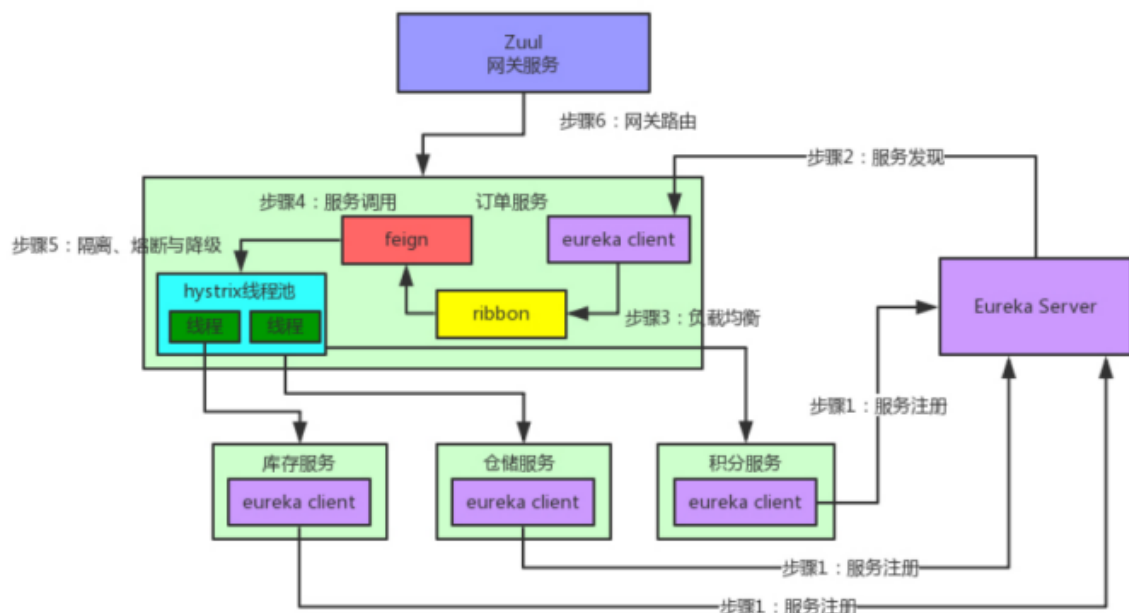 Zuul
网关服务
步骤6：网关路由
步骤2：服务发现
步骤4：服务调用
订单服务
feign
eureka client
步骤5：隔离、熔断与降级
hystrix线程池
线程
线程
ribbon
步骤3：负载均衡
Eureka Server
步骤1：服务注册
库存服务
eureka client
仓储服务
eureka client
积分服务
eureka client
步骤1：服务注册
步骤1：服务注册